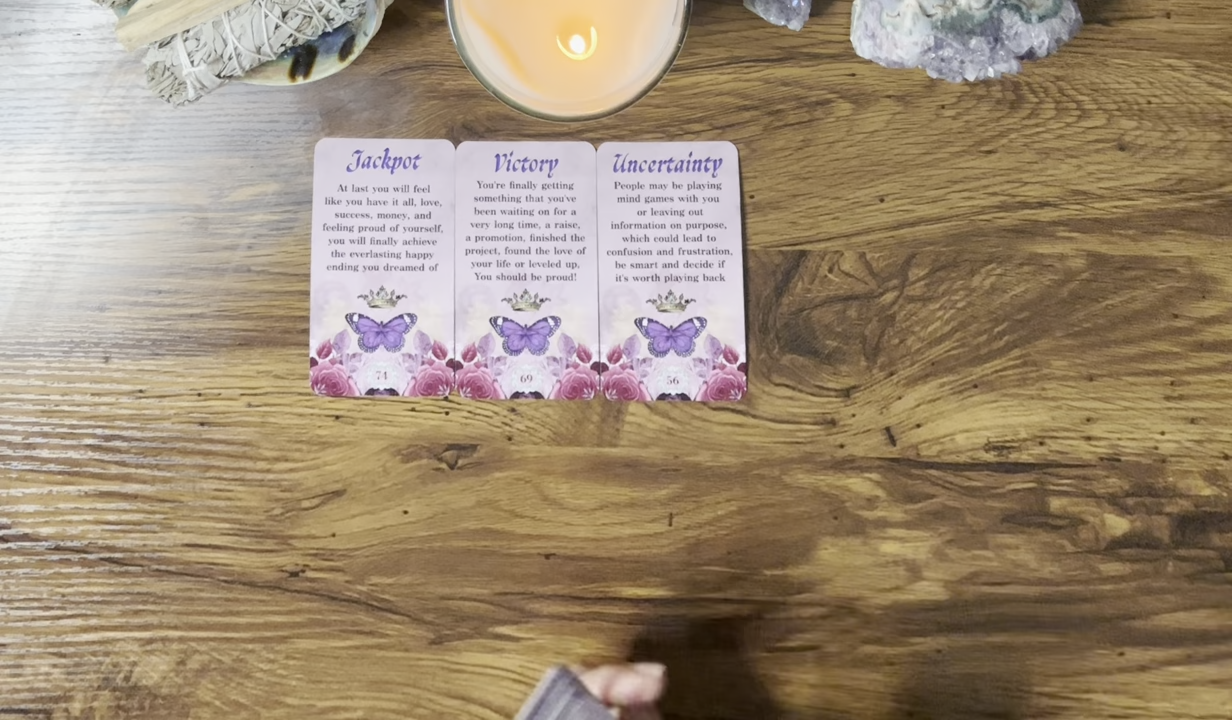 Jackpot
At last you will feel
like you have it all, love,
success, money, and
feeling proud of yourself,
you will finally achieve
the everlasting happy
ending you dreamed of
74
Victory
You're finally getting
something that you've
been waiting on for a
very long time, a raise,
a promotion, finished the
project, found the love of
your life or leveled up,
You should be proud!
69
Uncertainty
People may be playing
mind games with you
or leaving out
information on purpose,
which could lead to
confusion and frustration,
be smart and decide if
it's worth playing back
56